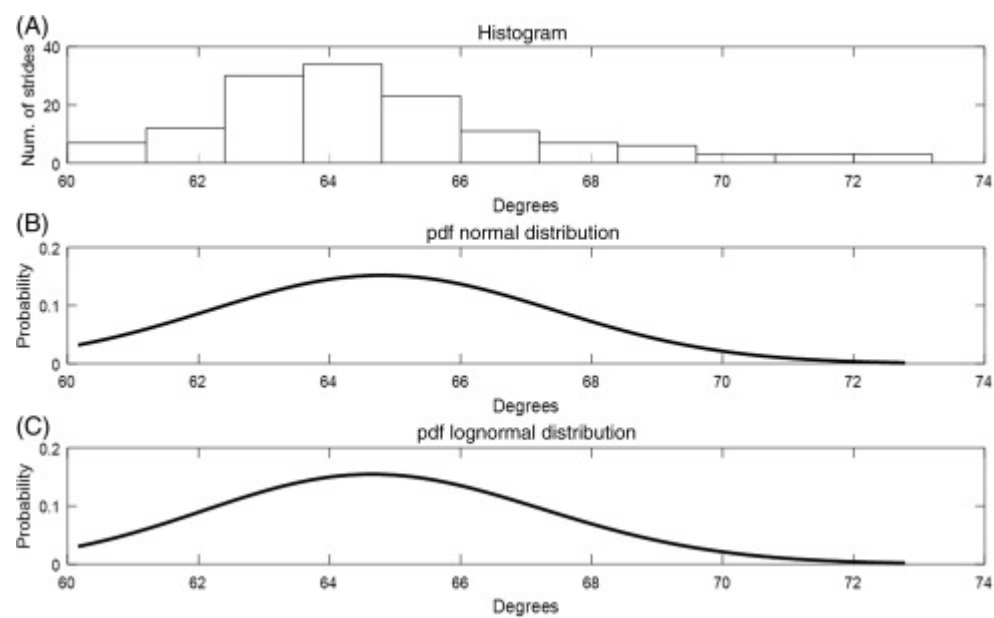 (A)
Histogram
Num. of strides
40
20
0
60 62 64 66 68 70 72 74
Degrees
(B)
pdf normal distribution
Probability
0.2
0.1
0
60 62 64 66 68 70 72 74
Degrees
(C)
pdf lognormal distribution
Probability
0.2
0.1
0
60 62 64 66 68 70 72 74
Degrees